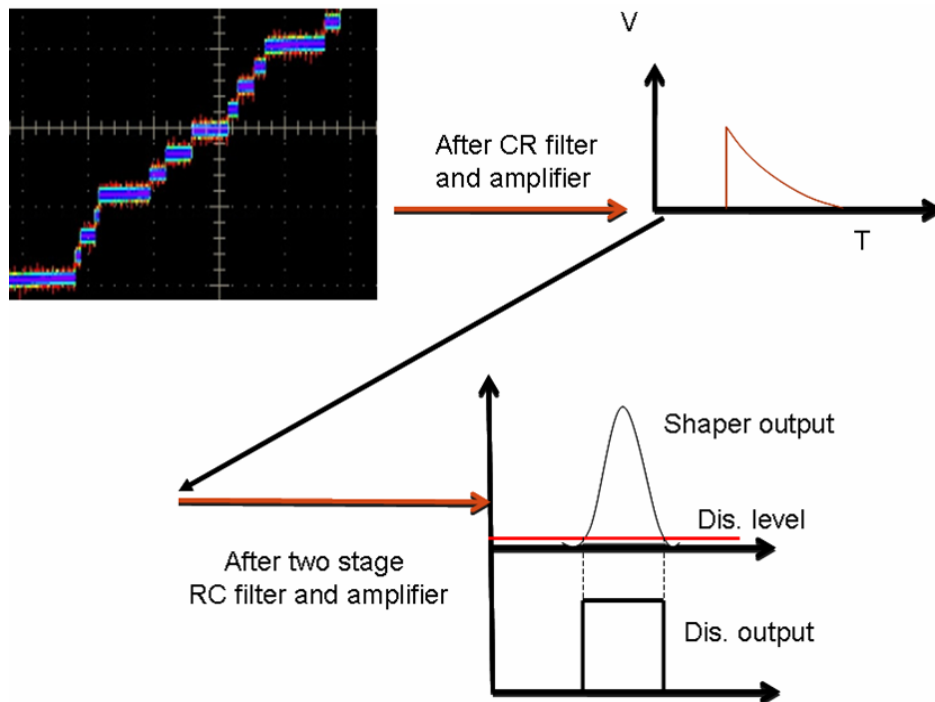 V
After CR filter
and amplifier
T
Shaper output
Dis. level
After two stage
RC filter and amplifier
Dis. output